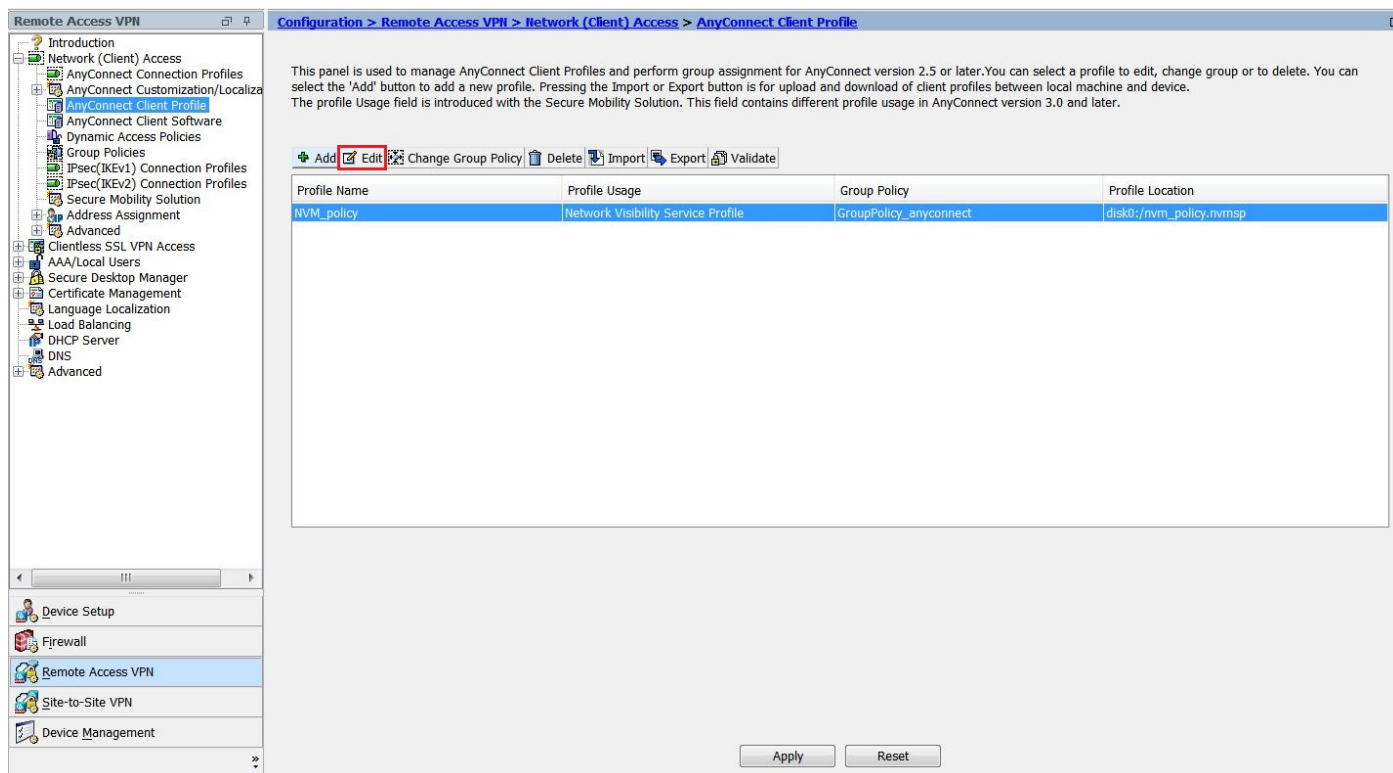 Remote Access VPN
Introduction
Network (Client) Access
AnyConnect Connection Profiles
AnyConnect Customization/Localiza
AnyConnect Client Profile
AnyConnect Client Software
Dynamic Access Policies
Group Policies
IPsec(IKEv1) Connection Profiles
IPsec(IKEv2) Connection Profiles
Secure Mobility Solution
Address Assignment
Advanced
Clientless SSL VPN Access
AAA/Local Users
Secure Desktop Manager
Certificate Management
Language Localization
Load Balancing
DHCP Server
DNS
Advanced
Device Setup
Firewall
Remote Access VPN
Site-to-Site VPN
Device Management
Configuration > Remote Access VPN > Network (Client) Access > AnyConnect Client Profile
This panel is used to manage AnyConnect Client Profiles and perform group assignment for AnyConnect version 2.5 or later.You can select a profile to edit, change group or to delete. You can
select the 'Add' button to add a new profile. Pressing the Import or Export button is for upload and download of client profiles between local machine and device.
The profile Usage field is introduced with the Secure Mobility Solution. This field contains different profile usage in AnyConnect version 3.0 and later.
Add Edit Change Group Policy Delete Import Export Validate
Profile Name Profile Usage Group Policy Profile Location
NVM_policy Network Visibility Service Profile GroupPolicy_anyconnect disk0:/nvm_policy.nvmsp
Apply Reset